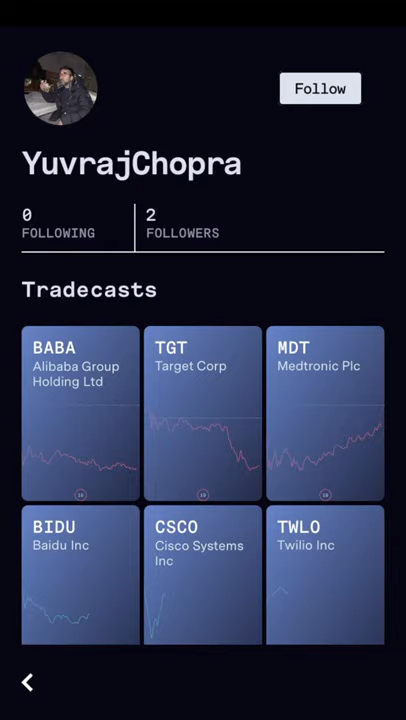 Follow
YuvrajChopra
0
FOLLOWING
2
FOLLOWERS
Tradecasts
BABA
Alibaba Group
Holding Ltd
TGT
Target Corp
MDT
Medtronic Plc
BIDU
Baidu Inc
CSCO
Cisco Systems
Inc
TWLO
Twilio Inc